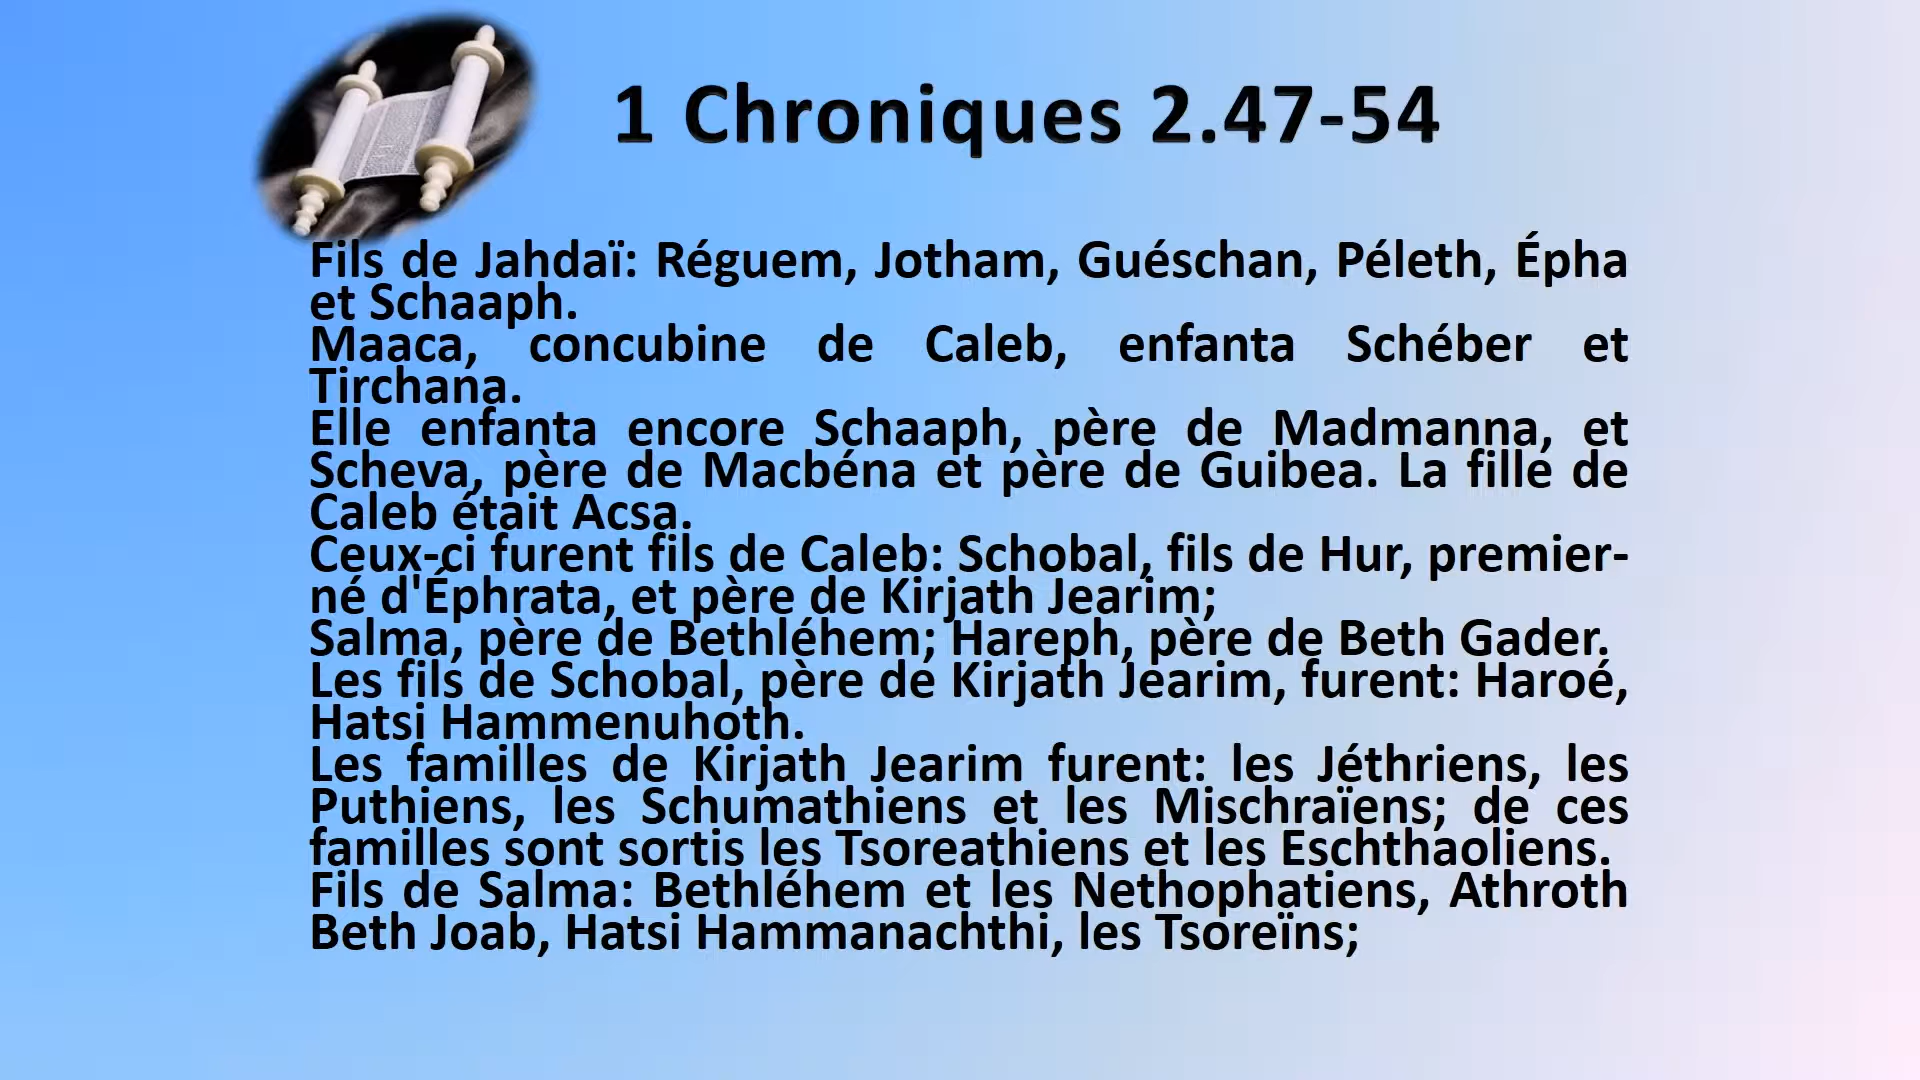 1 Chroniques 2.47-54
Fils de Jahdaï: Réguem, Jotham, Guéschan, Péleth, Épha
et Schaaph.
Maaca, concubine de Caleb, enfanta Schéber et
Tirchana.
Elle enfanta encore Schaaph, père de Madmanna, et
Scheva, père de Macbéna et père de Guibea. La fille de
Caleb était Acsa.
Ceux-ci furent fils de Caleb: Schobal, fils de Hur, premier-
né d'Éphrata, et père de Kirjath Jearim;
Salma, père de Bethléhem; Hareph, père de Beth Gader.
Les fils de Schobal, père de Kirjath Jearim, furent: Haroé,
Hatsi Hammenuhoth.
Les familles de Kirjath Jearim furent: les Jéthriens, les
Puthiens, les Schumathiens et les Mischraïens; de ces
familles sont sortis les Tsoreathiens et les Eschthaoliens.
Fils de Salma: Bethléhem et les Nethophatiens, Athroth
Beth Joab, Hatsi Hammanachthi, les Tsoreïns;